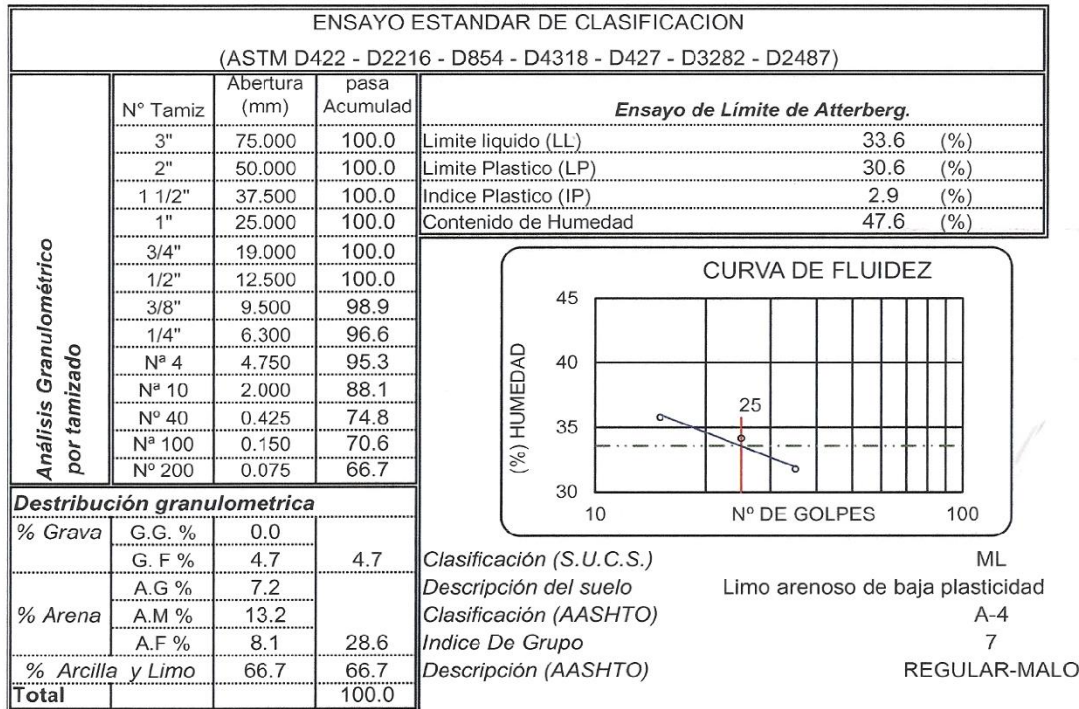 ENSAYO ESTANDAR DE CLASIFICACION
(ASTM D422 - D2216 - D854 - D4318 - D427 - D3282 - D2487)
Análisis Granulométrico
por tamizado
N° Tamiz Abertura (mm) pasa Acumulad
3" 75.000 100.0
2" 50.000 100.0
1 1/2" 37.500 100.0
1" 25.000 100.0
3/4" 19.000 100.0
1/2" 12.500 100.0
3/8" 9.500 98.9
1/4" 6.300 96.6
Nª 4 4.750 95.3
Nª 10 2.000 88.1
Nº 40 0.425 74.8
Nª 100 0.150 70.6
Nº 200 0.075 66.7
Ensayo de Límite de Atterberg.
Limite liquido (LL) 33.6 (%)
Limite Plastico (LP) 30.6 (%)
Indice Plastico (IP) 2.9 (%)
Contenido de Humedad 47.6 (%)
CURVA DE FLUIDEZ
(%) HUMEDAD
45
40
35
30
25
10 Nº DE GOLPES 100
Destribución granulometrica
% Grava G.G. % 0.0
G. F % 4.7 4.7
A.G % 7.2
% Arena A.M % 13.2
A.F % 8.1 28.6
% Arcilla y Limo 66.7 66.7
Total 100.0
Clasificación (S.U.C.S.) ML
Descripción del suelo Limo arenoso de baja plasticidad
Clasificación (AASHTO) A-4
Indice De Grupo 7
Descripción (AASHTO) REGULAR-MALO